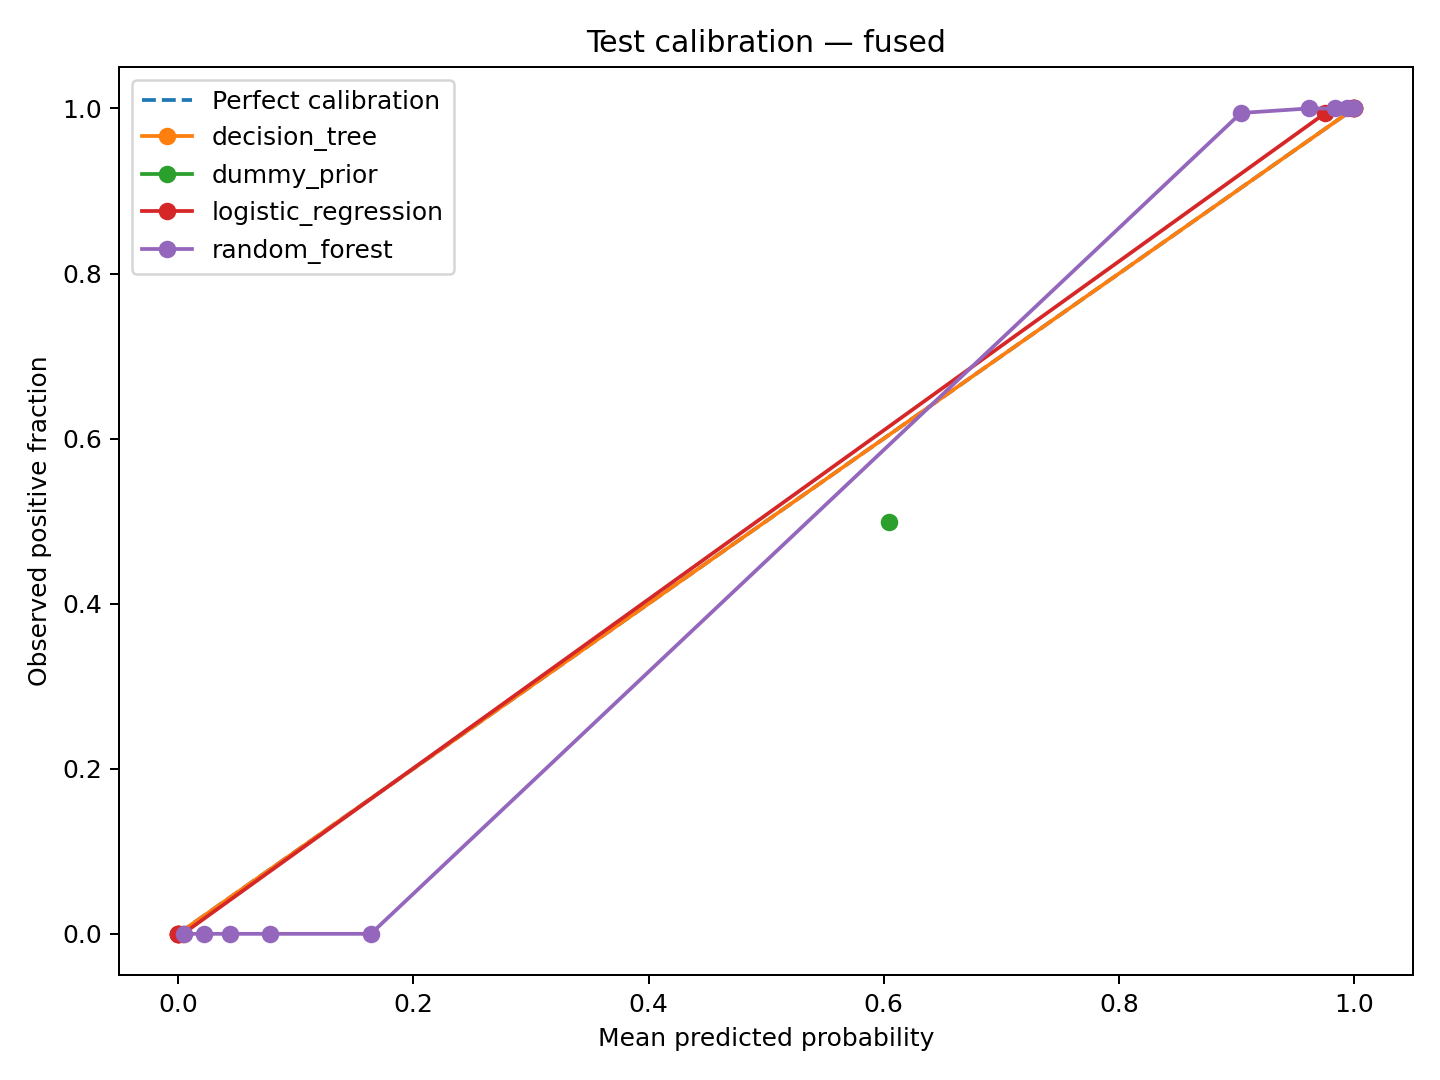 Test calibration — fused
Perfect calibration
decision_tree
dummy_prior
logistic_regression
random_forest
Observed positive fraction
1.0
0.8
0.6
0.4
0.2
0.0
0.0 0.2 0.4 0.6 0.8 1.0
Mean predicted probability